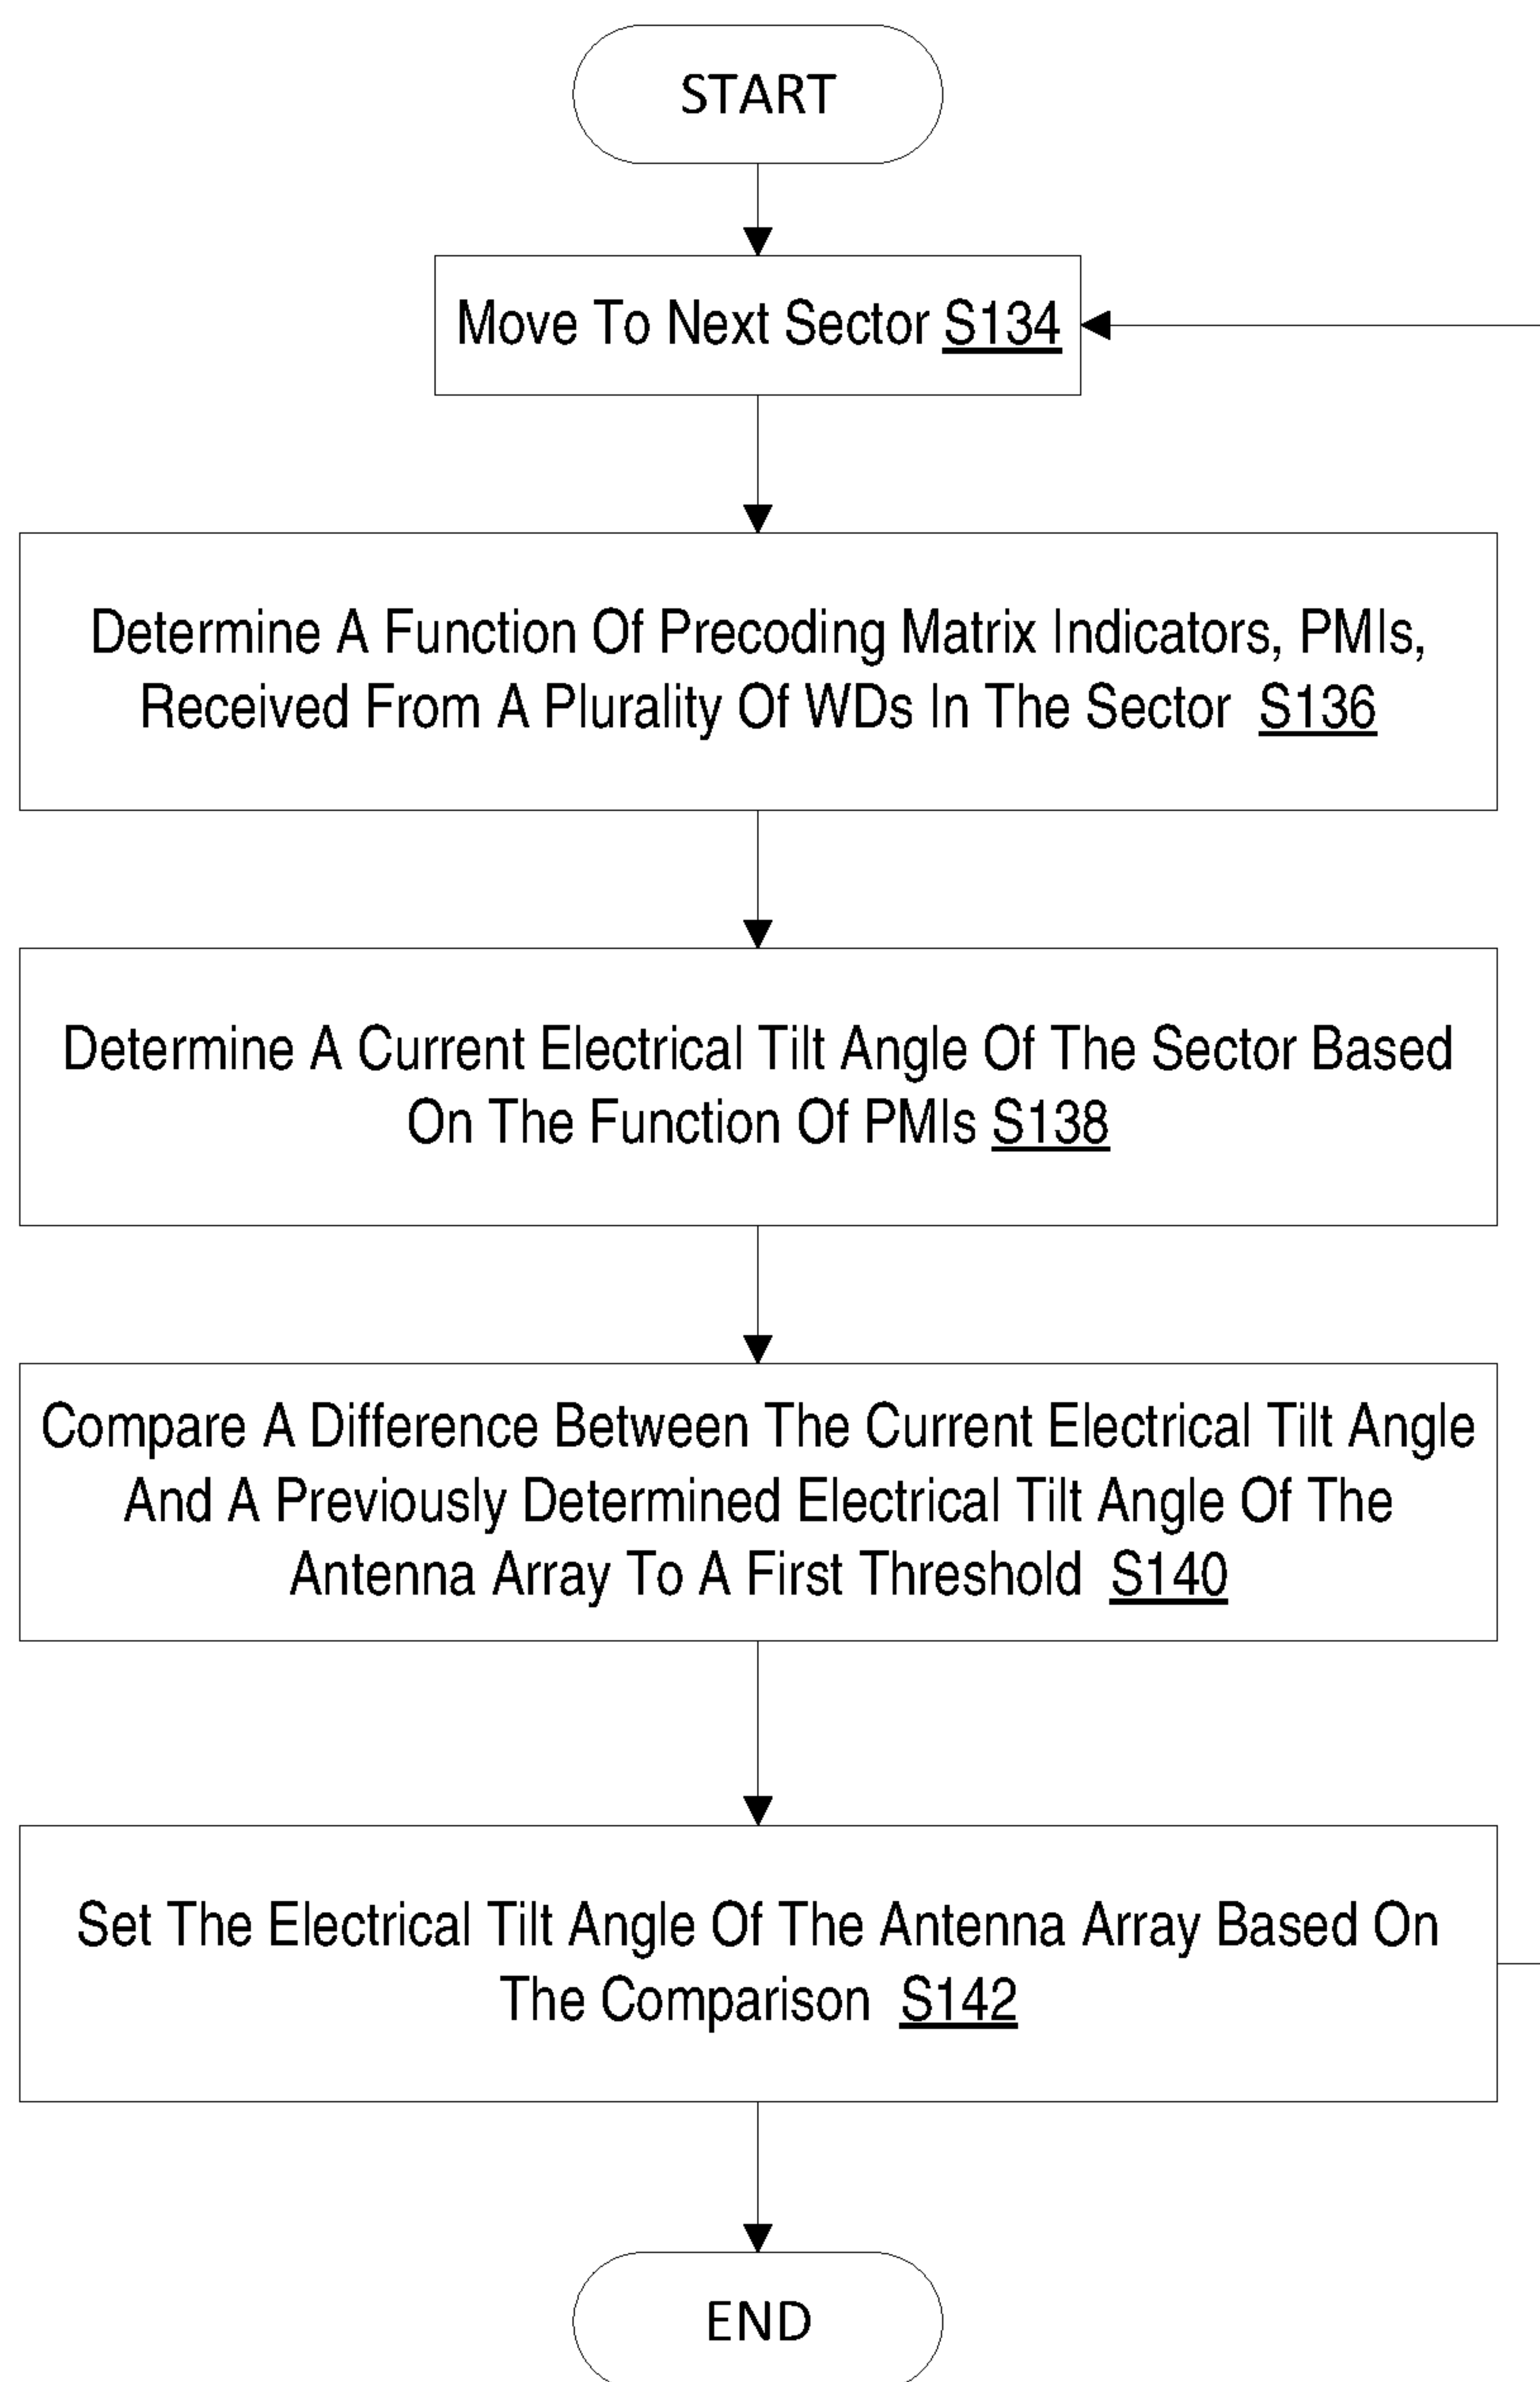 START
Move To Next Sector S134
Determine A Function Of Precoding Matrix Indicators, PMIs,
Received From A Plurality Of WDs In The Sector S136
Determine A Current Electrical Tilt Angle Of The Sector Based
On The Function Of PMIs S138
Compare A Difference Between The Current Electrical Tilt Angle
And A Previously Determined Electrical Tilt Angle Of The
Antenna Array To A First Threshold S140
Set The Electrical Tilt Angle Of The Antenna Array Based On
The Comparison S142
END